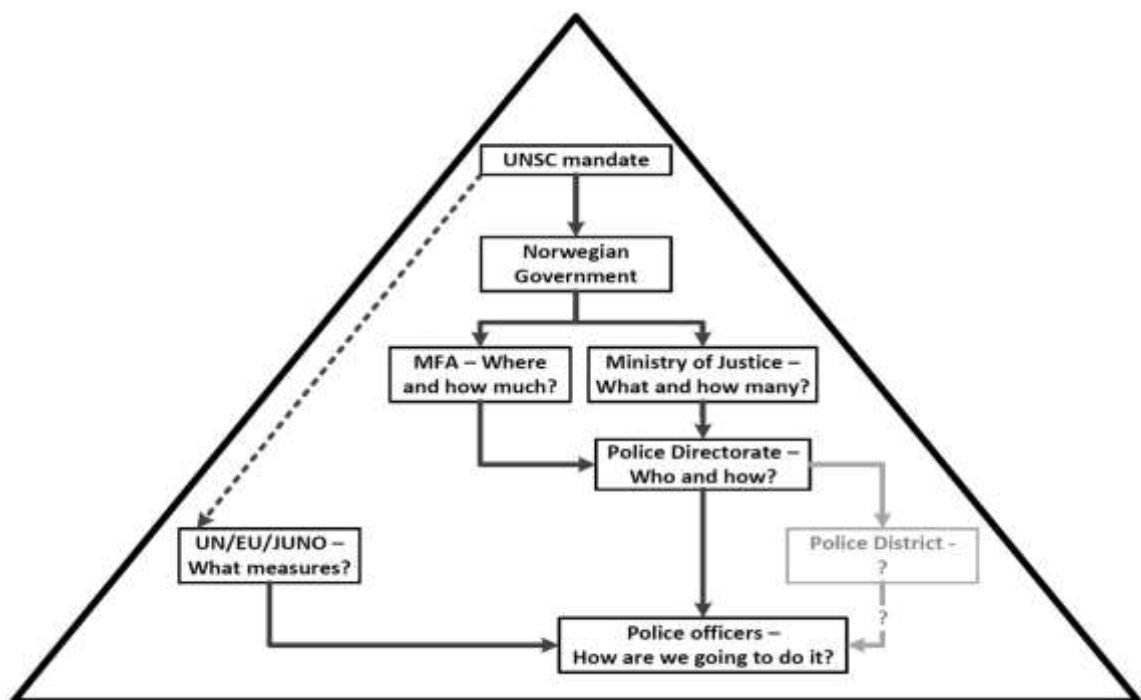 UNSC mandate
Norwegian
Government
MFA – Where
and how much?
Ministry of Justice –
What and how many?
Police Directorate –
Who and how?
UN/EU/JUNO –
What measures?
Police District -
?
?
Police officers –
How are we going to do it?